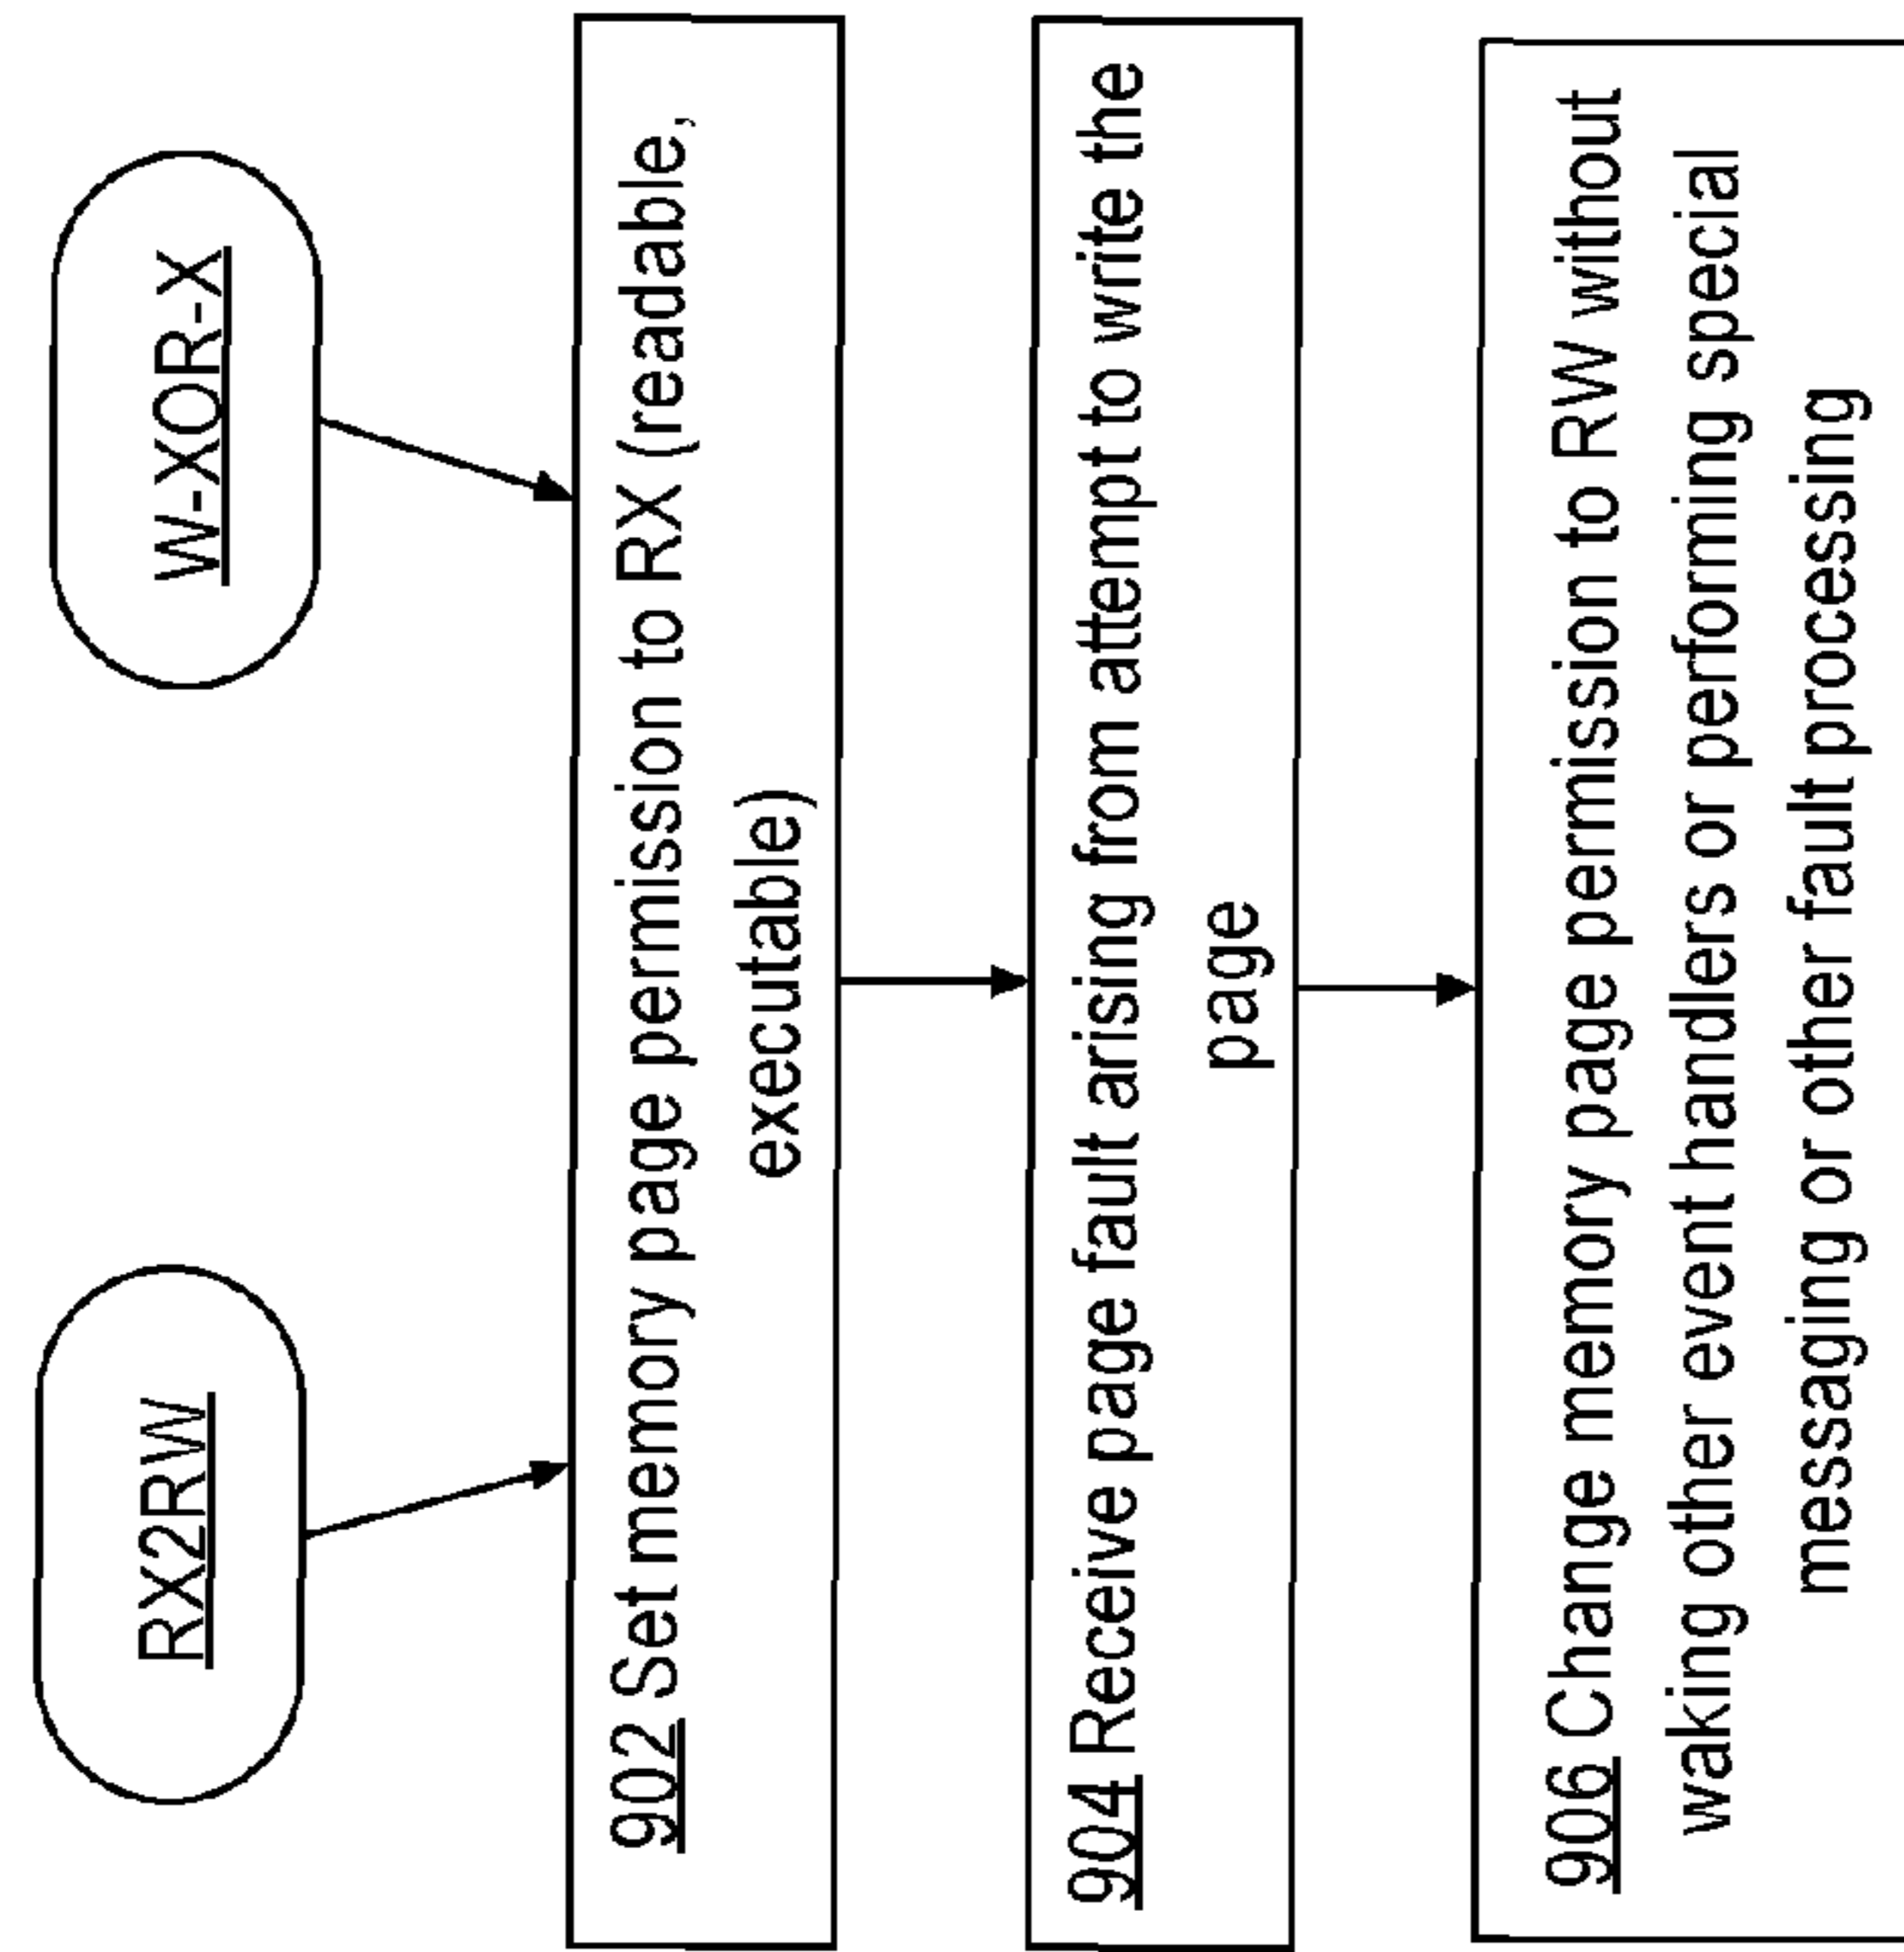 RX2RW
W-XOR-X
902 Set memory page permission to RX (readable,
executable)
904 Receive page fault arising from attempt to write the
page
906 Change memory page permission to RW without
waking other event handlers or performing special
messaging or other fault processing